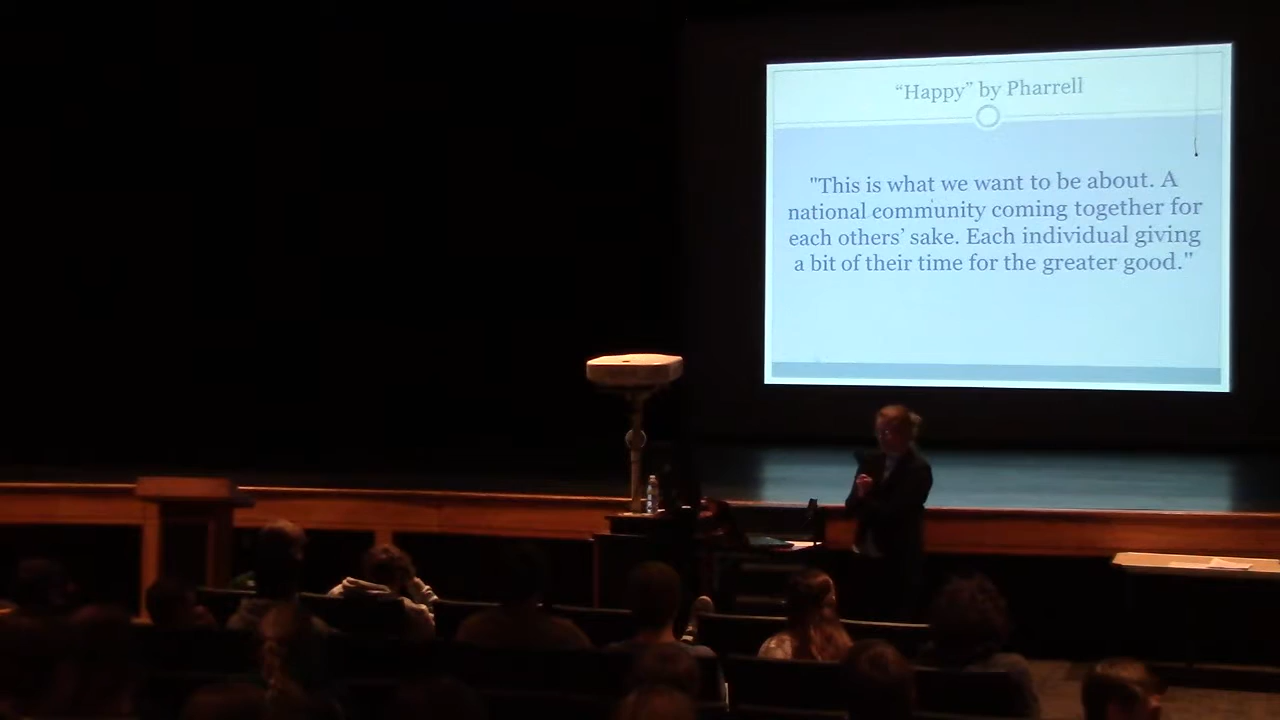 “Happy” by Pharrell
"This is what we want to be about. A
national community coming together for
each others’ sake. Each individual giving
a bit of their time for the greater good."